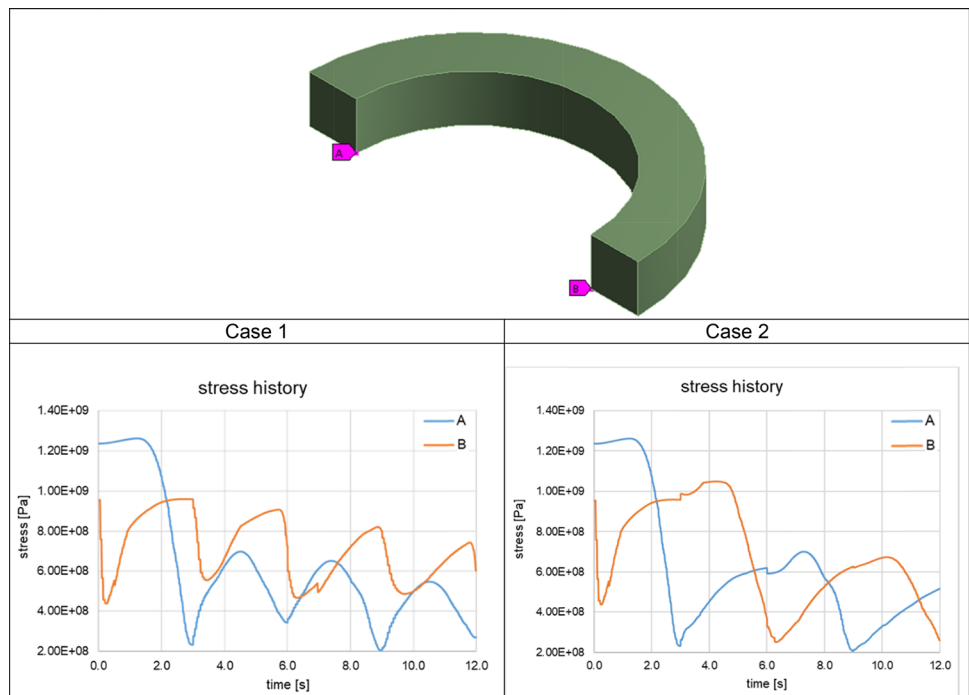 A
B
Case 1
Case 2
stress history
stress [Pa]
1.40E+09
1.20E+09
1.00E+09
8.00E+08
6.00E+08
4.00E+08
2.00E+08
A
B
0.0 2.0 4.0 6.0 8.0 10.0 12.0
time [s]
stress history
stress [Pa]
1.40E+09
1.20E+09
1.00E+09
8.00E+08
6.00E+08
4.00E+08
2.00E+08
A
B
0.0 2.0 4.0 6.0 8.0 10.0 12.0
time [s]